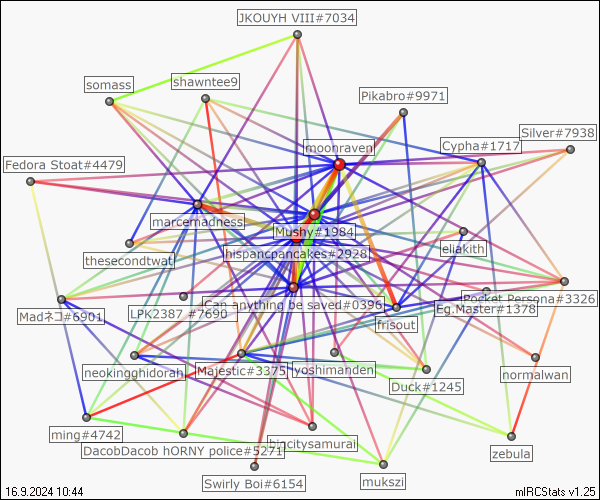 JKOUYH VIII#7034
somass
shawntee9
Pikabro#9971
Silver#7938
moonraven
Cypha#1717
Fedora Stoat#4479
marcemadness
Mushy#1984
eliakith
thesecondtwat
hispancpancakes#2928
Madネコ#6901
LPK2387 #7690
Can anything be saved#0396
Pocket Persona#3326
Eg.Master#1378
frisout
neokingghidorah
Majestic#3375
yoshimanden
normalwan
Duck#1245
ming#4742
DacobDacob hORNY police#5271
bigcitysamurai
zebula
Swirly Boi#6154
mukszi
16.9.2024 10:44
mIRCStats v1.25